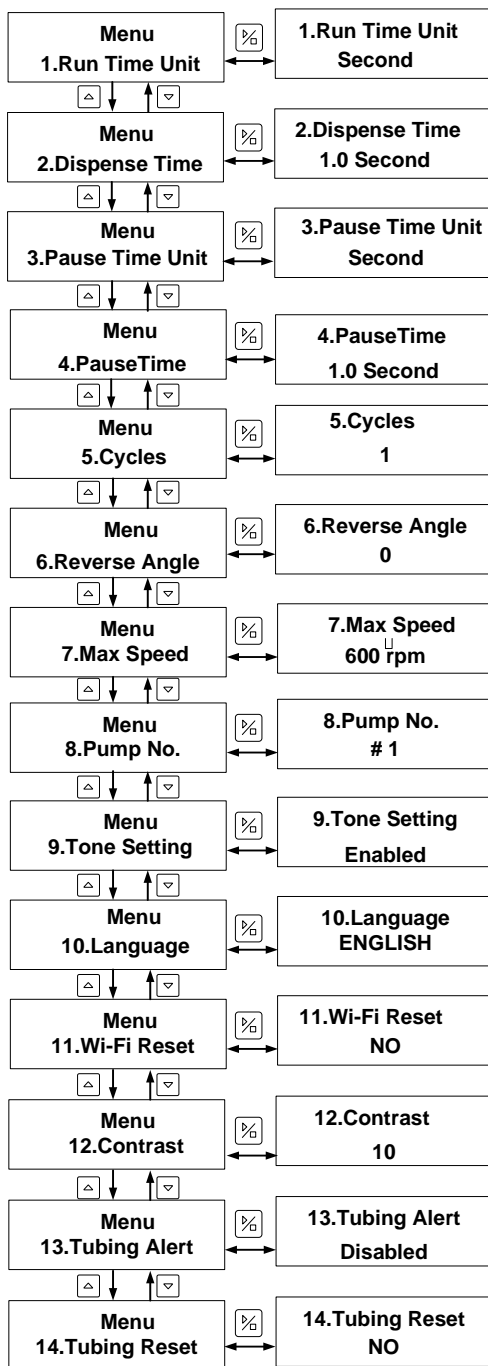 Menu
1.Run Time Unit
1.Run Time Unit
Second
Menu
2.Dispense Time
2.Dispense Time
1.0 Second
Menu
3.Pause Time Unit
3.Pause Time Unit
Second
Menu
4.PauseTime
4.PauseTime
1.0 Second
Menu
5.Cycles
5.Cycles
1
Menu
6.Reverse Angle
6.Reverse Angle
0
Menu
7.Max Speed
7.Max Speed
600 rpm
Menu
8.Pump No.
8.Pump No.
# 1
Menu
9.Tone Setting
9.Tone Setting
Enabled
Menu
10.Language
10.Language
ENGLISH
Menu
11.Wi-Fi Reset
11.Wi-Fi Reset
NO
Menu
12.Contrast
12.Contrast
10
Menu
13.Tubing Alert
13.Tubing Alert
Disabled
Menu
14.Tubing Reset
14.Tubing Reset
NO